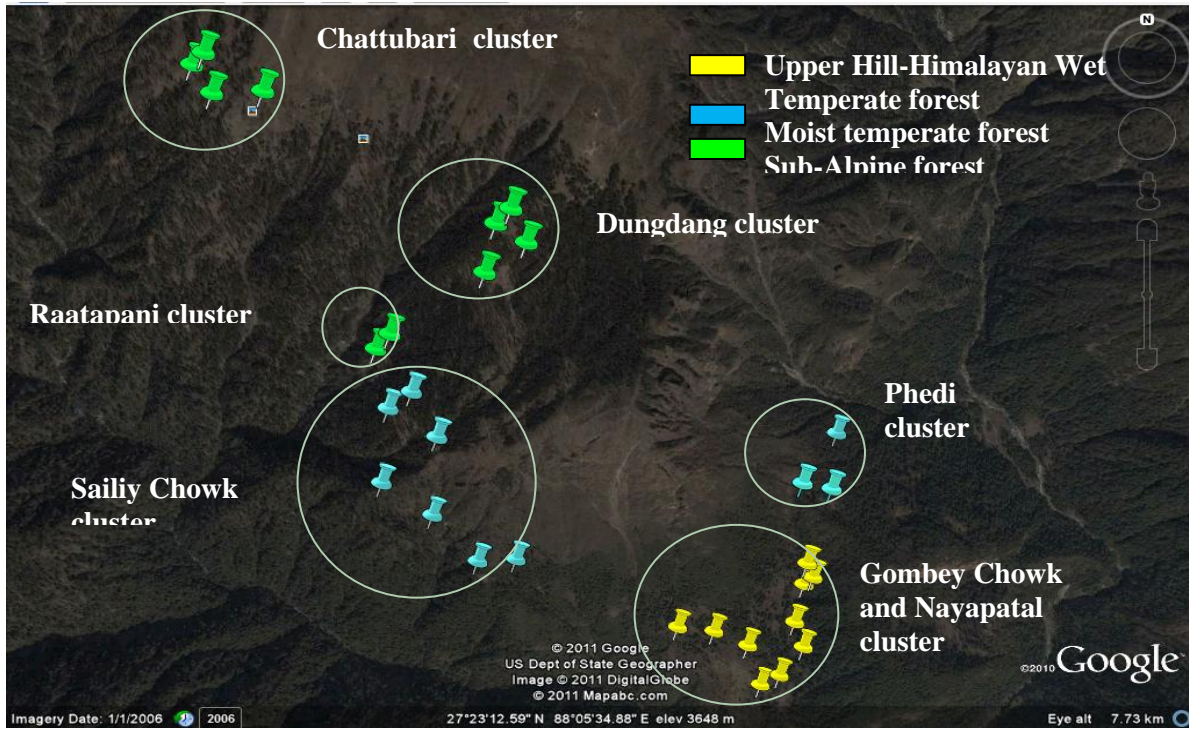 N
Chattubari cluster
Upper Hill-Himalayan Wet
Temperate forest
Moist temperate forest
Sub-Alpine forest
Dungdang cluster
Raatapani cluster
Phedi
cluster
Sailiy Chowk
cluster
Gombey Chowk
and Nayapatal
cluster
© 2011 Google
US Dept of State Geographer
Image © 2011 DigitalGlobe
© 2011 Mapabc.com
©2010 Google
Imagery Date: 1/1/2006 2006 27°23'12.59" N 88°05'34.88" E elev 3648 m Eye alt 7.73 km